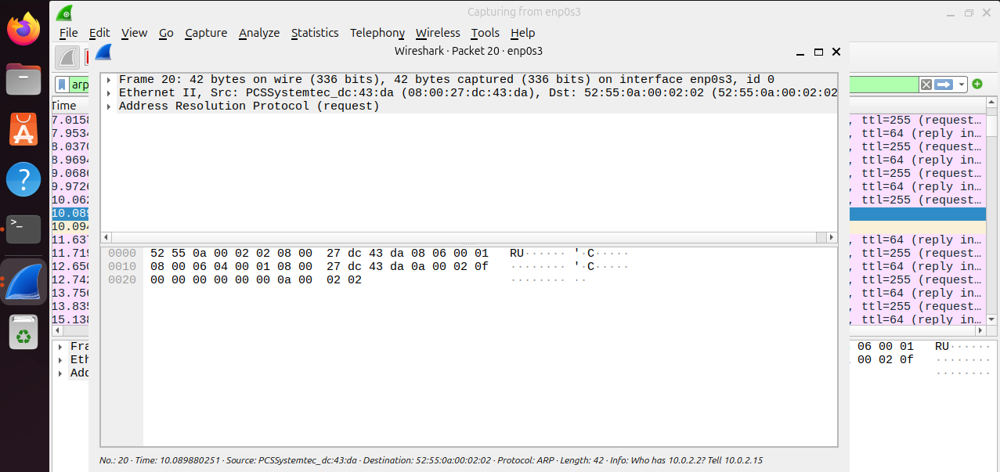 Capturing from enp0s3
File Edit View Go Capture Analyze Statistics Telephony Wireless Tools Help
Wireshark · Packet 20 · enp0s3
Frame 20: 42 bytes on wire (336 bits), 42 bytes captured (336 bits) on interface enp0s3, id 0
Ethernet II, Src: PCSSystemtec_dc:43:da (08:00:27:dc:43:da), Dst: 52:55:0a:00:02:02 (52:55:0a:00:02:02
Address Resolution Protocol (request)
arp
Time
7.0158 , ttl=255 (request…
7.9534 , ttl=64 (reply in…
8.0370 , ttl=255 (request…
8.9694 , ttl=64 (reply in…
9.0686 , ttl=255 (request…
9.9726 , ttl=64 (reply in…
10.062 , ttl=255 (request…
10.089
10.094
11.637 , ttl=64 (reply in…
11.719 , ttl=255 (request…
12.650 , ttl=64 (reply in…
12.742 , ttl=255 (request…
13.756 , ttl=64 (reply in…
13.835 , ttl=255 (request…
15.138 , ttl=64 (reply in…
0000 52 55 0a 00 02 02 08 00 27 dc 43 da 08 06 00 01 RU······ '·C·····
0010 08 00 06 04 00 01 08 00 27 dc 43 da 0a 00 02 0f ········ '·C·····
0020 00 00 00 00 00 00 0a 00 02 02 ········ ··
Fra
Eth
Add
06 00 01 RU······
00 02 0f ········
········
No.: 20 · Time: 10.089880251 · Source: PCSSystemtec_dc:43:da · Destination: 52:55:0a:00:02:02 · Protocol: ARP · Length: 42 · Info: Who has 10.0.2.2? Tell 10.0.2.15